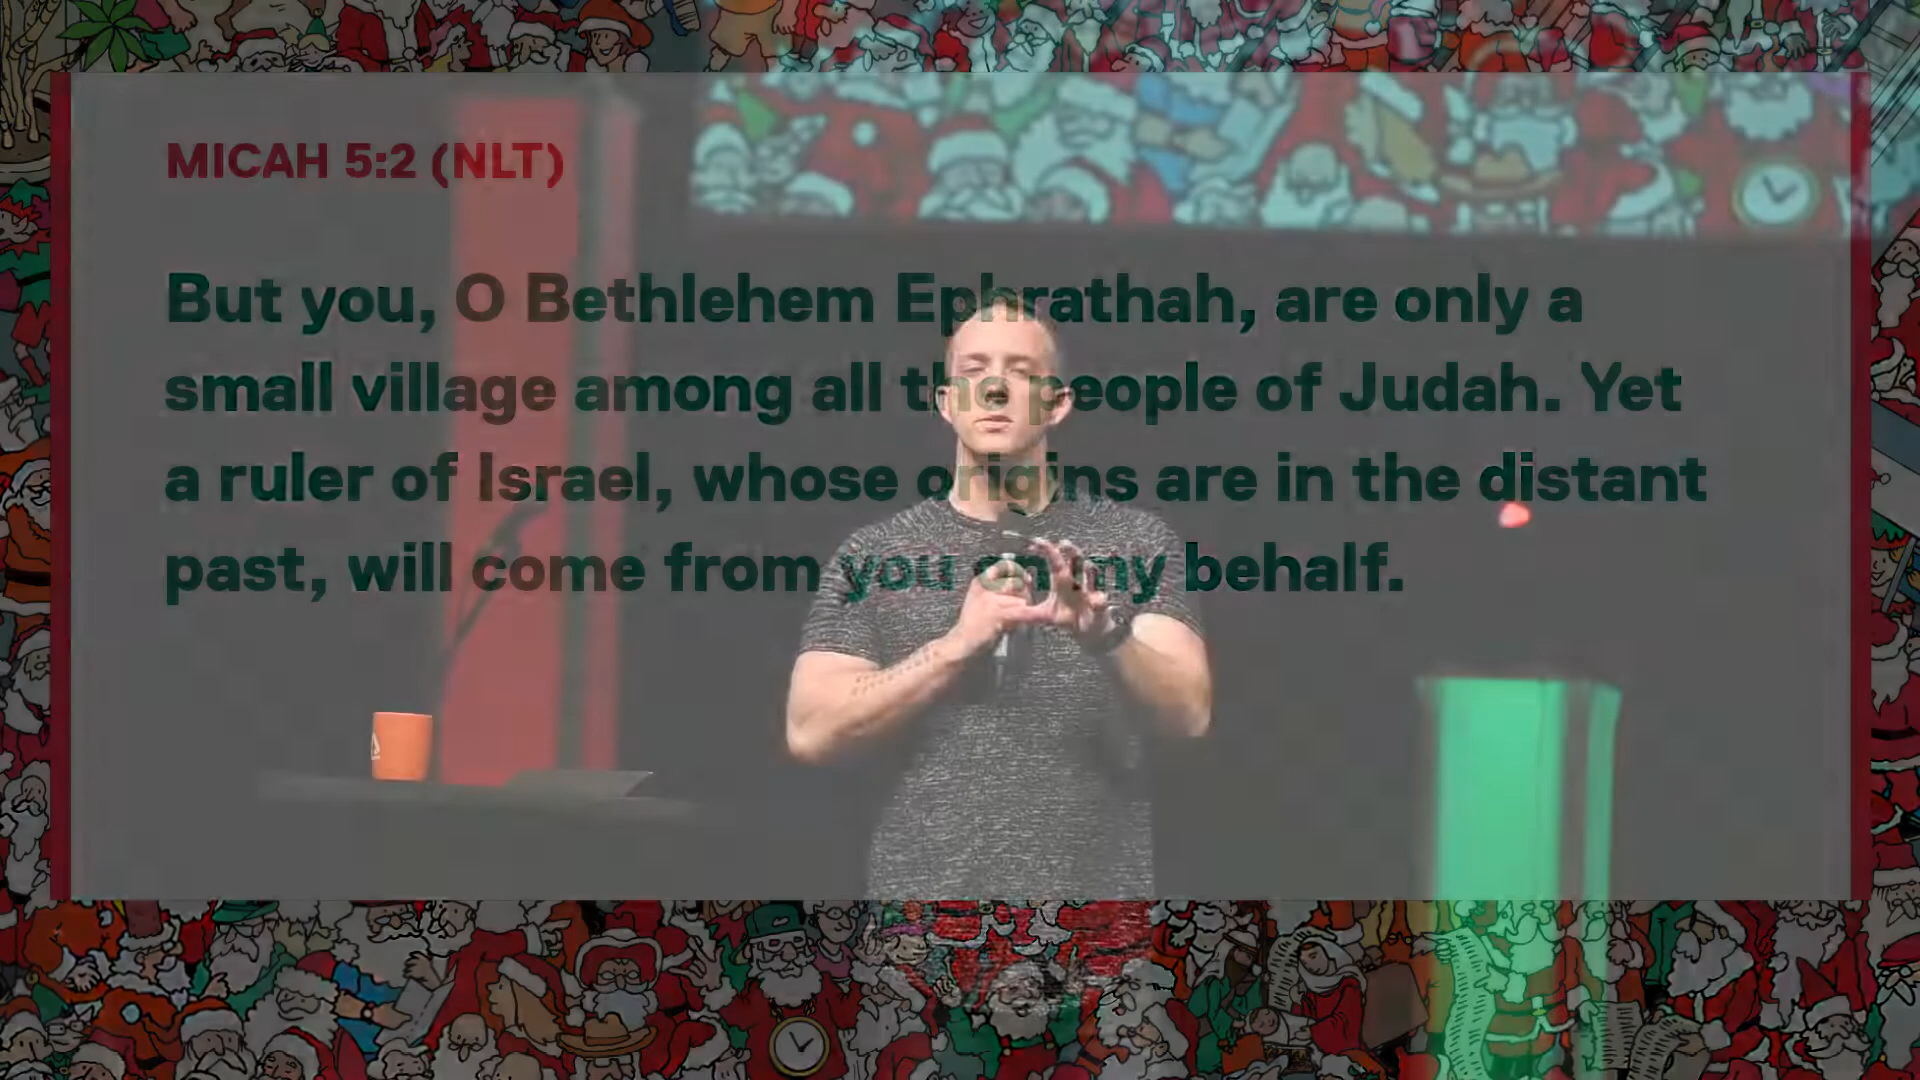 MICAH 5:2 (NLT)
But you, O Bethlehem Ephrathah, are only a
small village among all the people of Judah. Yet
a ruler of Israel, whose origins are in the distant
past, will come from you on my behalf.